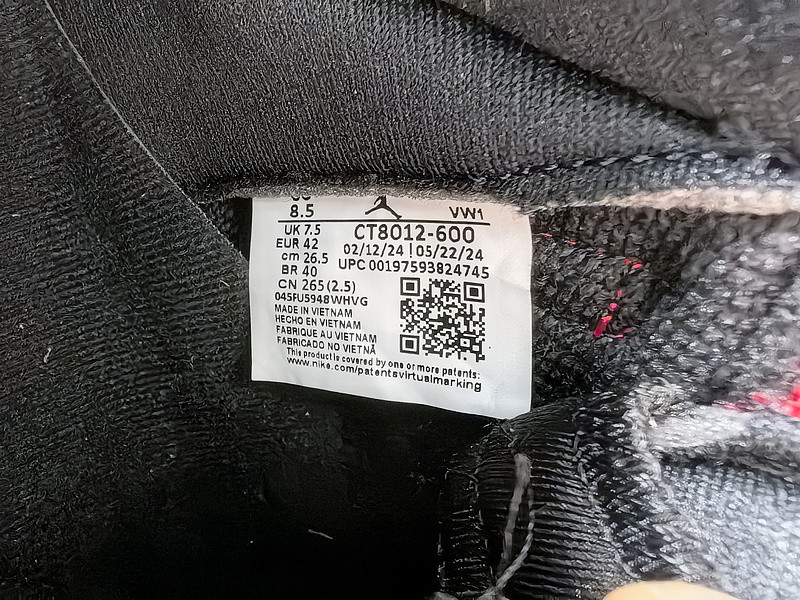 8.5 VW1
UK 7.5 CT8012-600
EUR 42 02/12/24 | 05/22/24
cm 26.5 UPC 00197593824745
BR 40
CN 265(2.5)
045FU5948WHVG
MADE IN VIETNAM
HECHO EN VIETNAM
FABRIQUE AU VIETNAM
FABRICADO NO VIETNÃ
This product is covered by one or more patents:
www.nike.com/patentsvirtualmarking